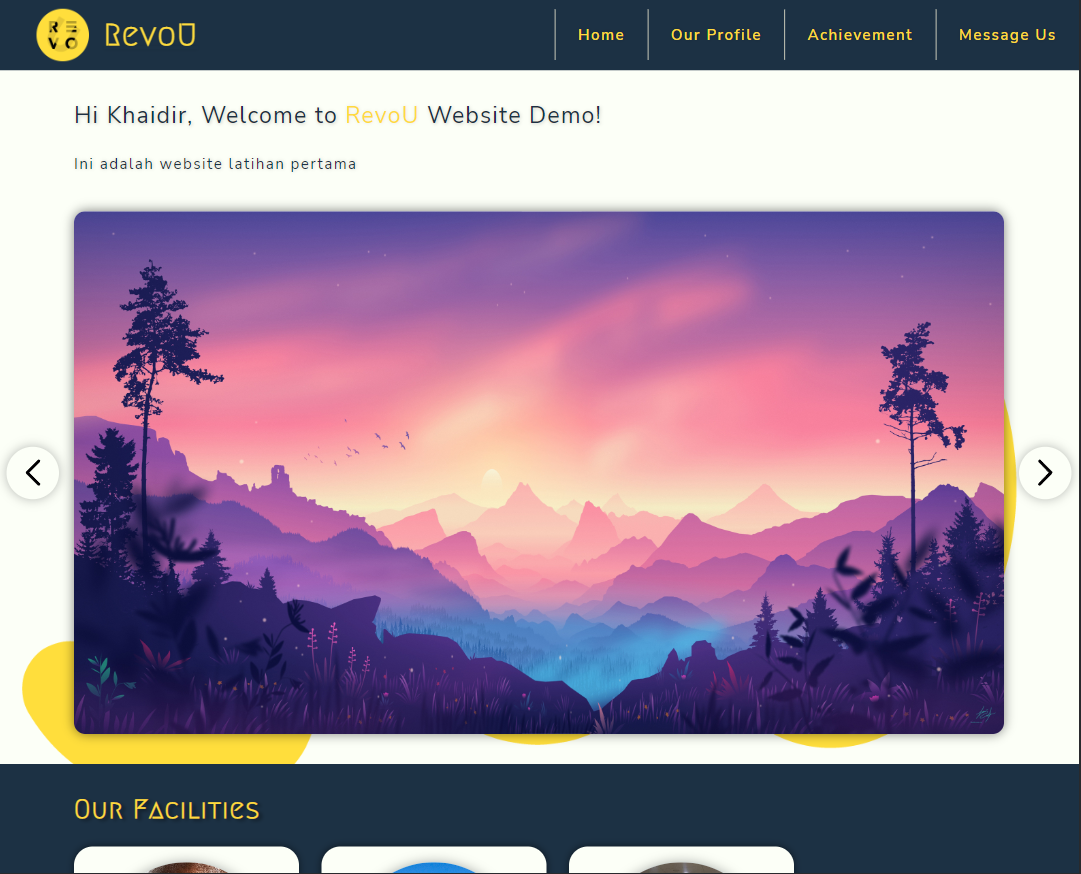 REVO
RevoU
Home
Our Profile
Achievement
Message Us
Hi Khaidir, Welcome to RevoU Website Demo!
Ini adalah website latihan pertama
Our Facilities